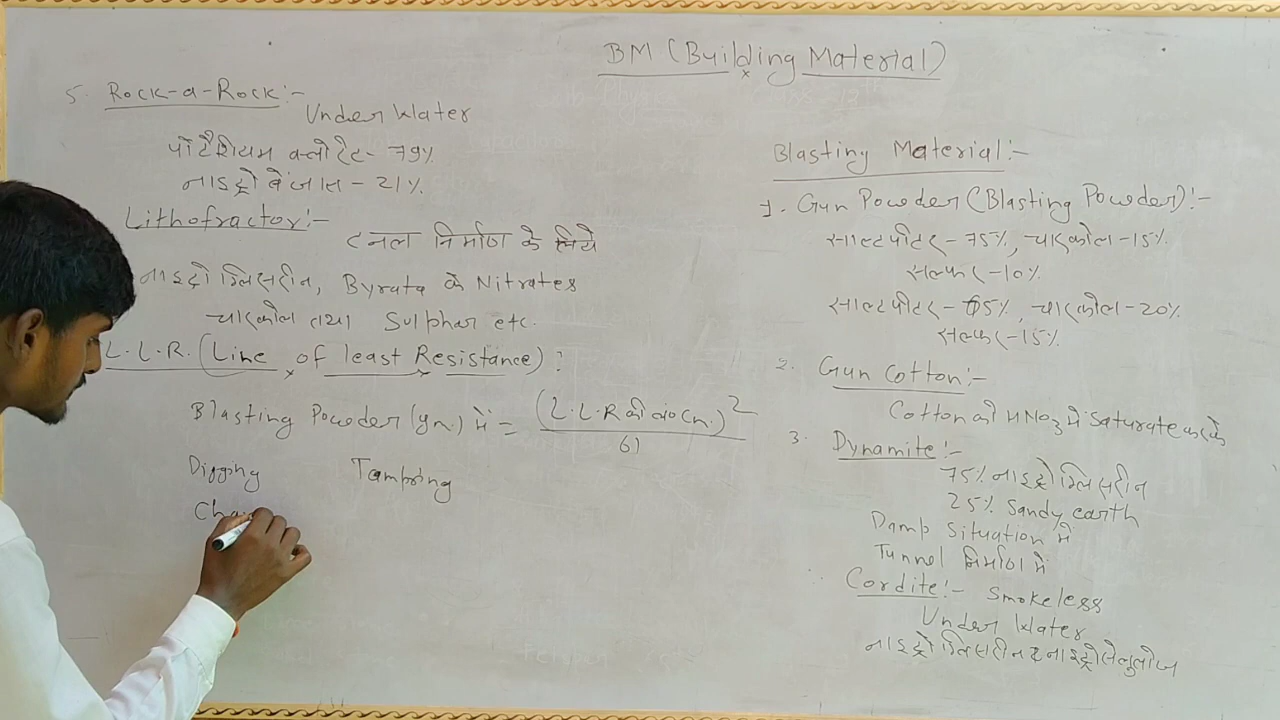 BM (Building Material)
Blasting Material:-
1. Gun Powder (Blasting Powder):-
साल्टपीटर - 75%, चारकोल - 15%
सल्फर - 10%
साल्टपीटर - 65%, चारकोल - 20%
सल्फर - 15%
2. Gun Cotton:-
Cotton को HNO3 में Saturate करके
3. Dynamite:-
75% नाइट्रो ग्लिसरीन
25% Sandy earth
Damp Situation में
Tunnel निर्माण में
Cordite:- Smokeless
Under Water
नाइट्रो ग्लिसरीन व नाइट्रोसेलुलोज
5. Rock-a-Rock:-
Under Water
पोटैशियम क्लोरेट - 79%
नाइट्रो बेंजीन - 21%
Lithofractor:-
टनल निर्माण के लिये
नाइट्रो ग्लिसरीन, Byrata के Nitrates
चारकोल तथा Sulphar etc.
L.L.R. (Line of least Resistance):
Blasting Powder (gm.) में = (L.L.R की ल० cm.)2
61
Digging Tamping